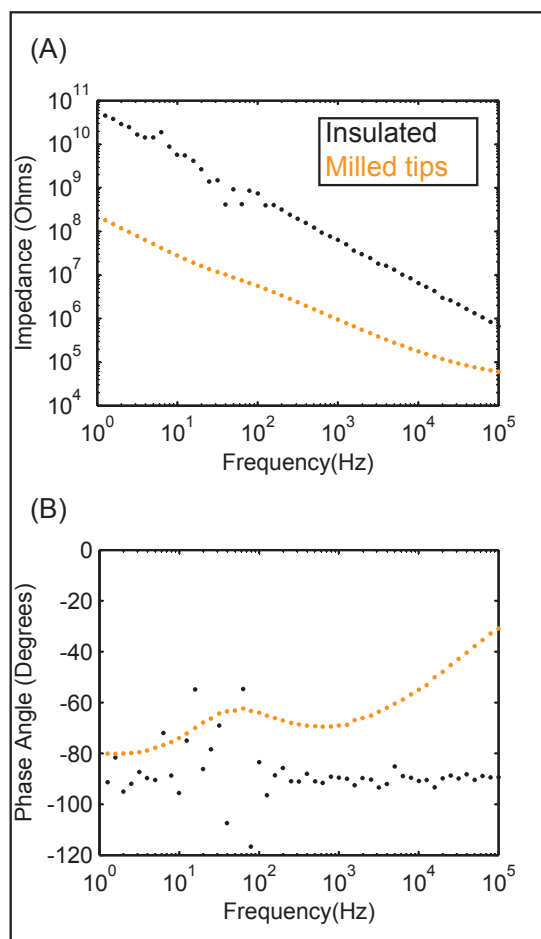 (A)
10^11
10^10
10^9
10^8
10^7
10^6
10^5
10^4
Impedance (Ohms)
Insulated
Milled tips
10^0 10^1 10^2 10^3 10^4 10^5
Frequency(Hz)
(B)
0
-20
-40
-60
-80
-100
-120
Phase Angle (Degrees)
10^0 10^1 10^2 10^3 10^4 10^5
Frequency(Hz)